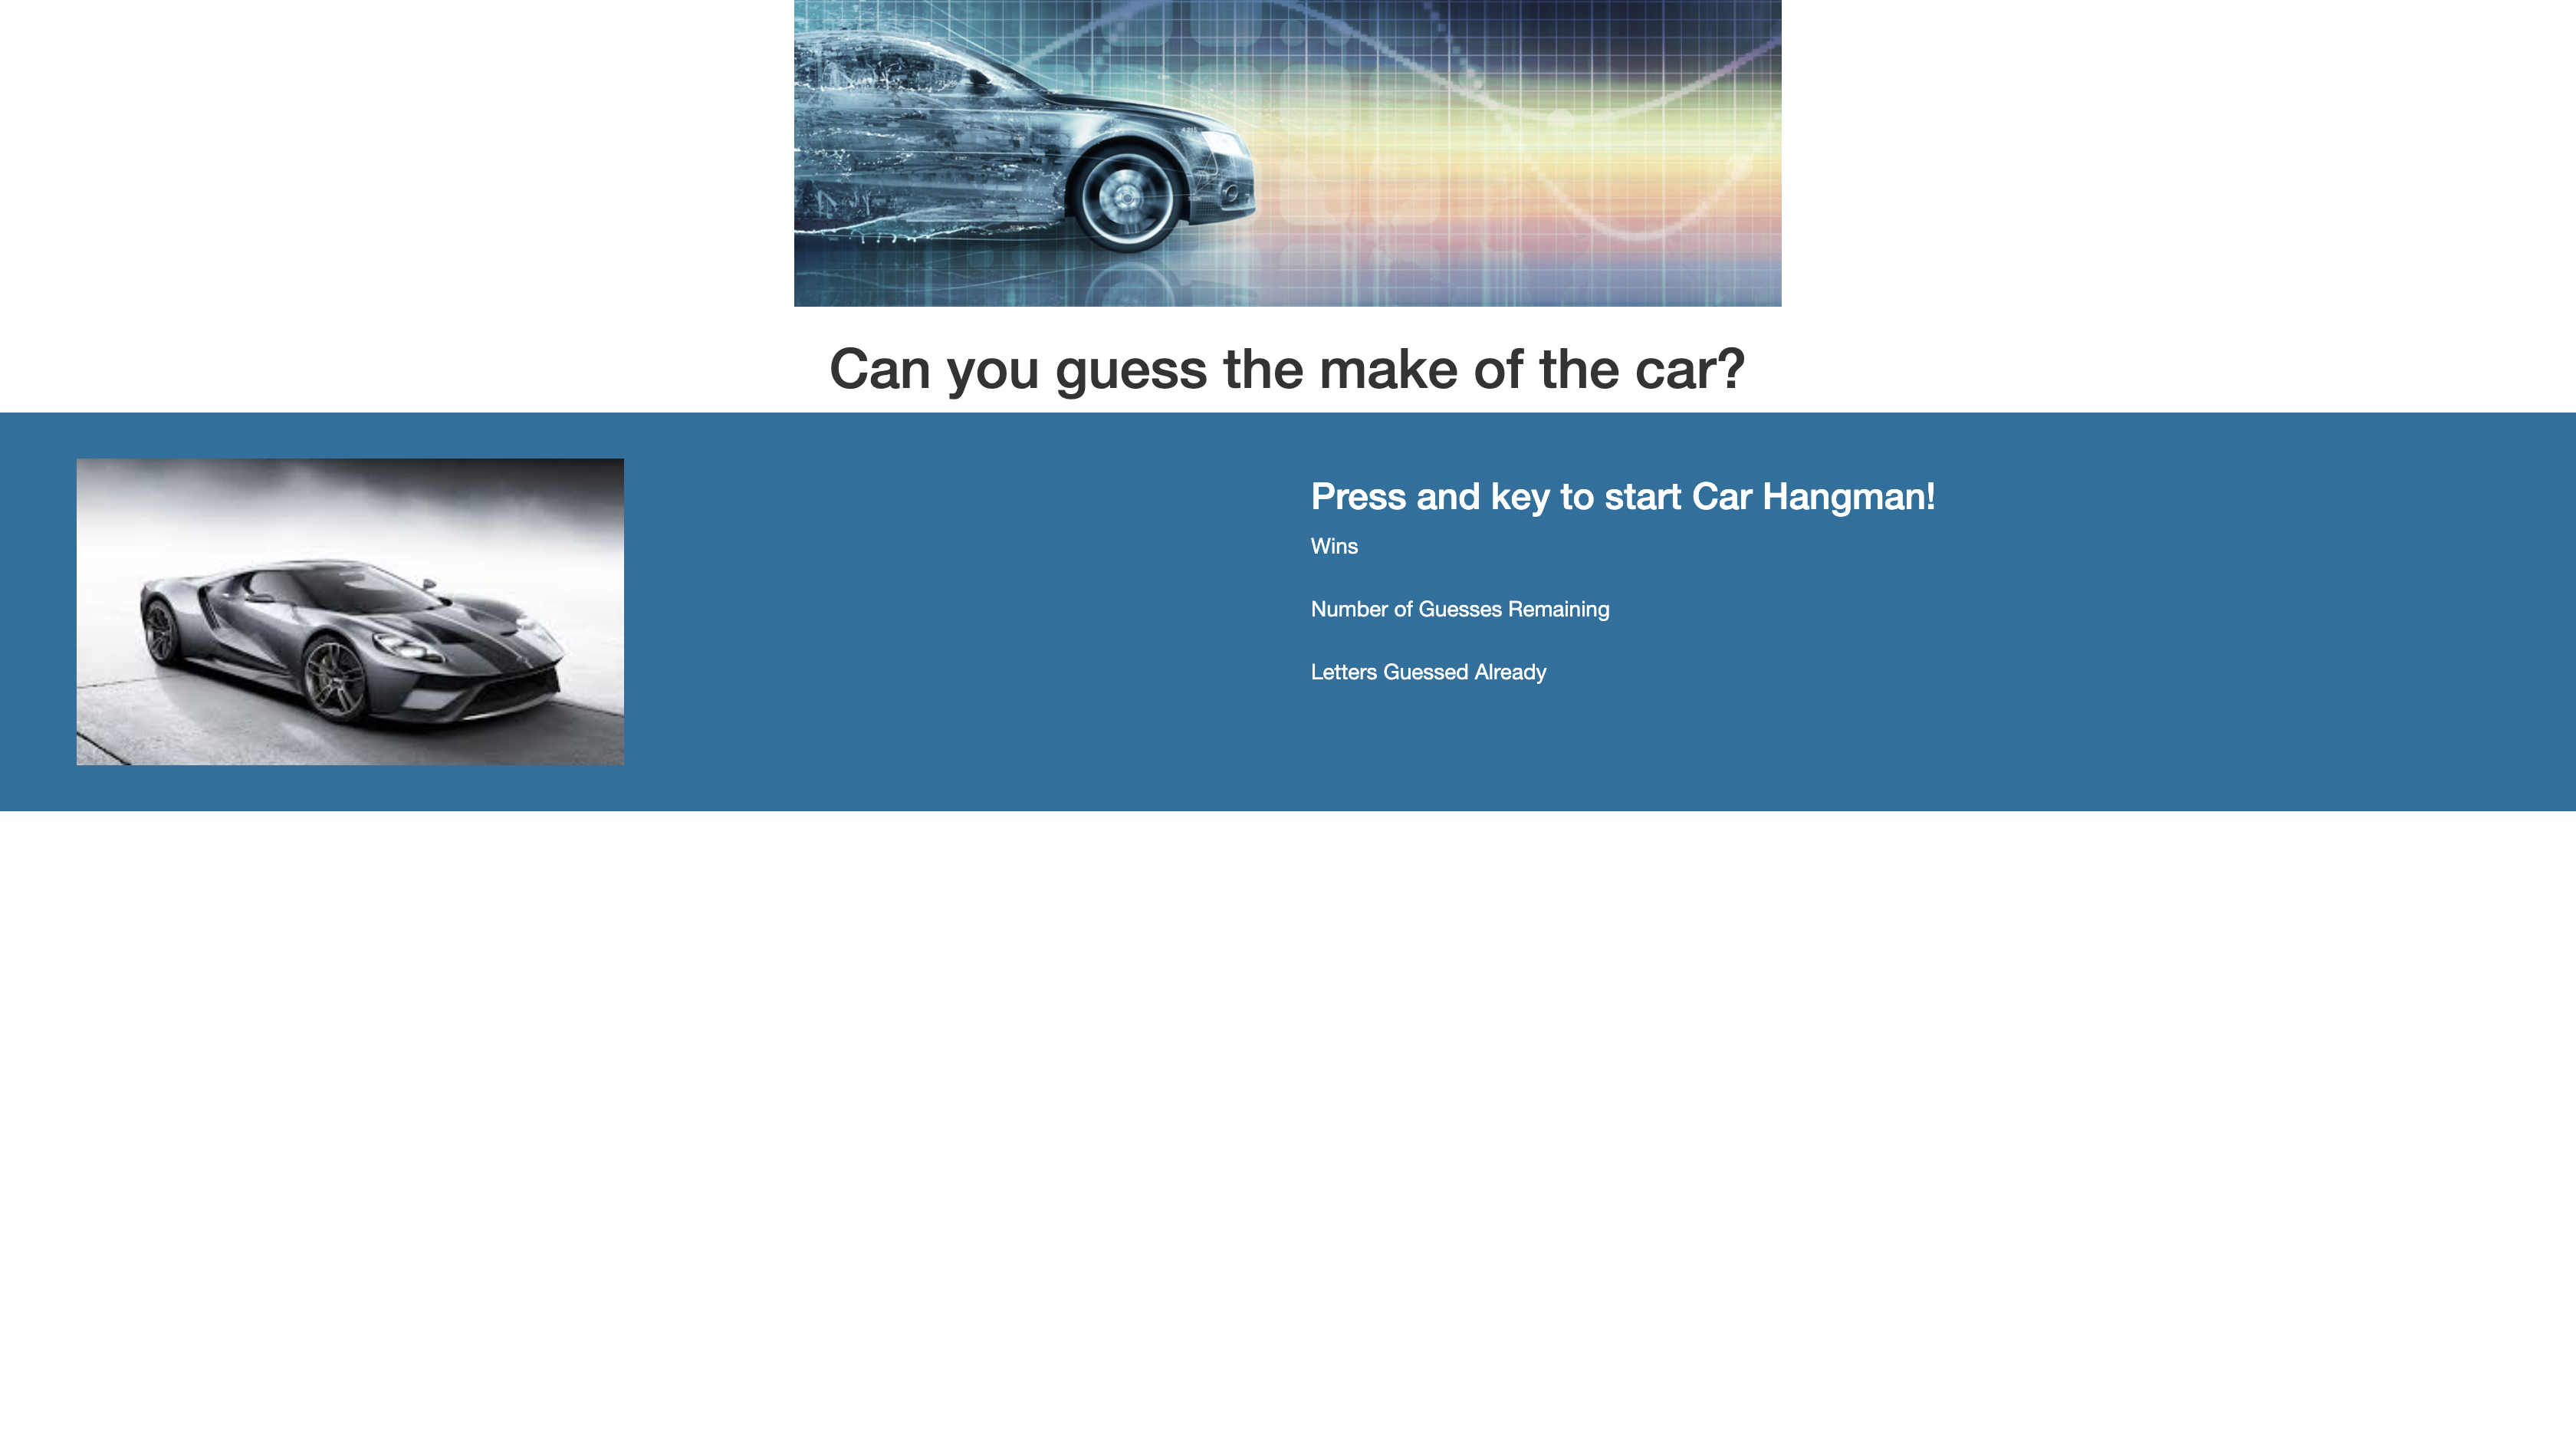 Can you guess the make of the car?
Press and key to start Car Hangman!
Wins
Number of Guesses Remaining
Letters Guessed Already